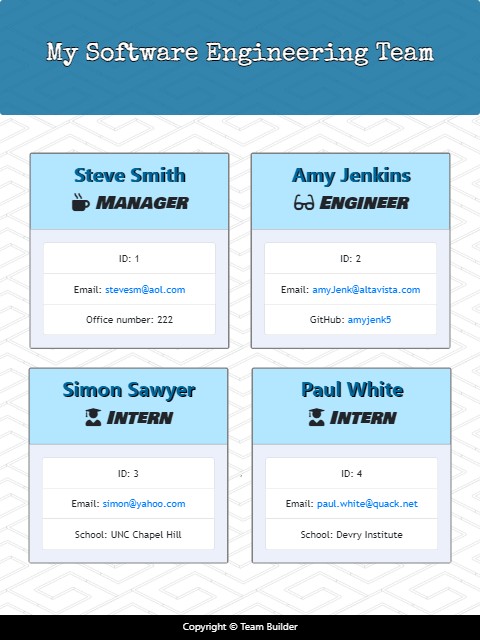 My Software Engineering Team
Steve Smith
Manager
ID: 1
Email: stevesm@aol.com
Office number: 222
Amy Jenkins
Engineer
ID: 2
Email: amyJenk@altavista.com
GitHub: amyjenk5
Simon Sawyer
Intern
ID: 3
Email: simon@yahoo.com
School: UNC Chapel Hill
Paul White
Intern
ID: 4
Email: paul.white@quack.net
School: Devry Institute
Copyright © Team Builder